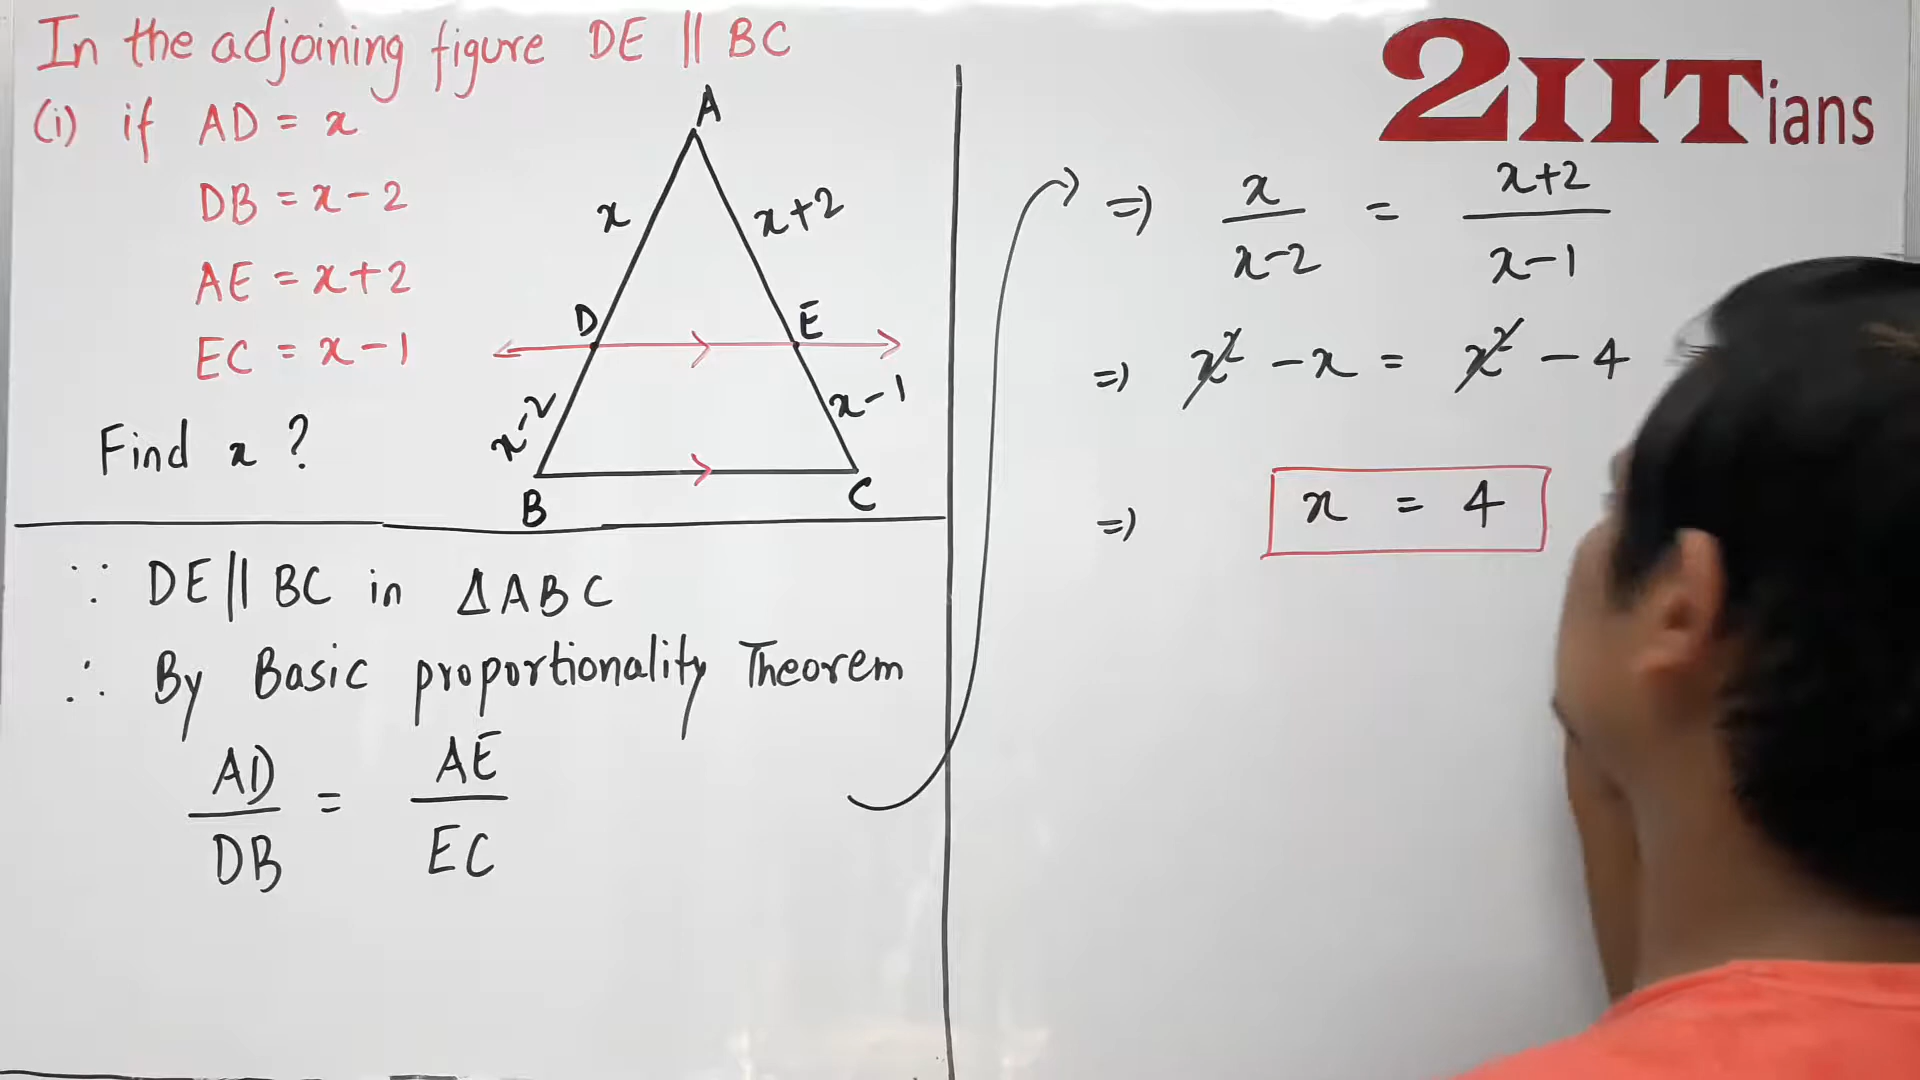 In the adjoining figure DE || BC
(i) if AD = x
DB = x - 2
AE = x + 2
EC = x - 1
Find x ?
A
x
x+2
D
E
x-2
x-1
B
C
∵ DE || BC in ΔABC
∴ By Basic proportionality Theorem
AD/DB = AE/EC
2IITians
⇒ x/(x-2) = (x+2)/(x-1)
⇒ x² - x = x² - 4
⇒ x = 4